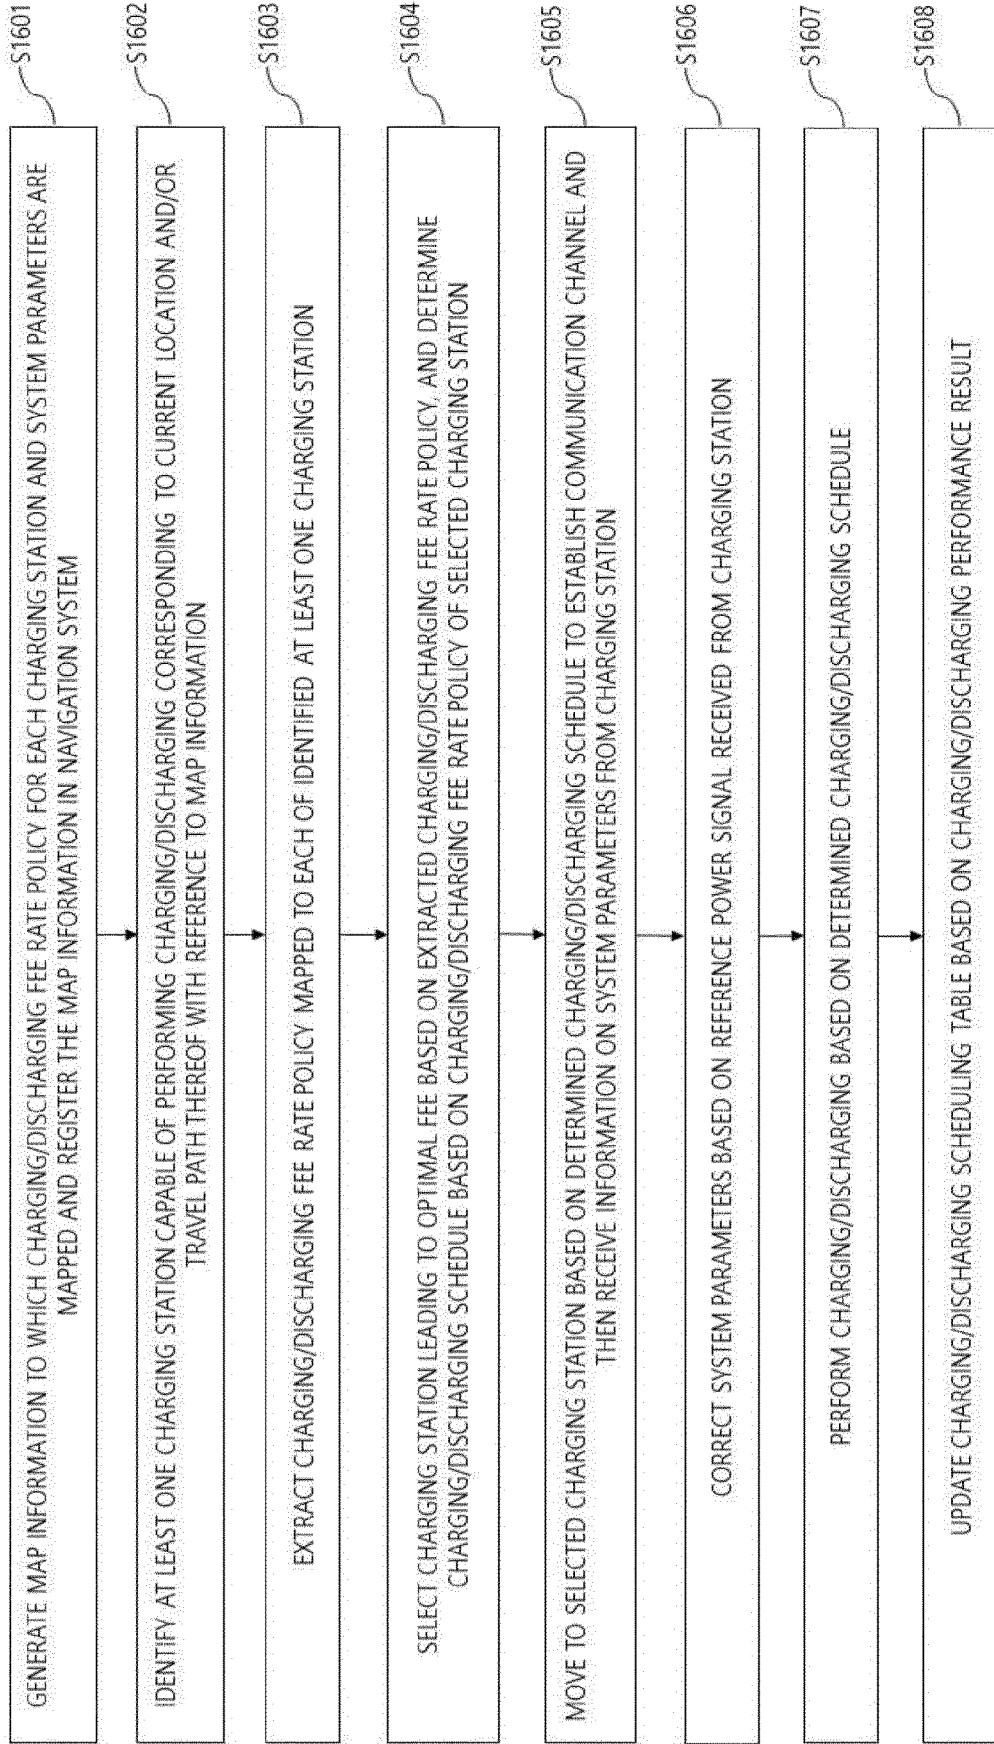 S1601
GENERATE MAP INFORMATION TO WHICH CHARGING/DISCHARGING FEE RATE POLICY FOR EACH CHARGING STATION AND SYSTEM PARAMETERS ARE
MAPPED AND REGISTER THE MAP INFORMATION IN NAVIGATION SYSTEM
S1602
IDENTIFY AT LEAST ONE CHARGING STATION CAPABLE OF PERFORMING CHARGING/DISCHARGING CORRESPONDING TO CURRENT LOCATION AND/OR
TRAVEL PATH THEREOF WITH REFERENCE TO MAP INFORMATION
S1603
EXTRACT CHARGING/DISCHARGING FEE RATE POLICY MAPPED TO EACH OF IDENTIFIED AT LEAST ONE CHARGING STATION
S1604
SELECT CHARGING STATION LEADING TO OPTIMAL FEE BASED ON EXTRACTED CHARGING/DISCHARGING FEE RATE POLICY, AND DETERMINE
CHARGING/DISCHARGING SCHEDULE BASED ON CHARGING/DISCHARGING FEE RATE POLICY OF SELECTED CHARGING STATION
S1605
MOVE TO SELECTED CHARGING STATION BASED ON DETERMINED CHARGING/DISCHARGING SCHEDULE TO ESTABLISH COMMUNICATION CHANNEL AND
THEN RECEIVE INFORMATION ON SYSTEM PARAMETERS FROM CHARGING STATION
S1606
CORRECT SYSTEM PARAMETERS BASED ON REFERENCE POWER SIGNAL RECEIVED FROM CHARGING STATION
S1607
PERFORM CHARGING/DISCHARGING BASED ON DETERMINED CHARGING/DISCHARGING SCHEDULE
S1608
UPDATE CHARGING/DISCHARGING SCHEDULING TABLE BASED ON CHARGING/DISCHARGING PERFORMANCE RESULT